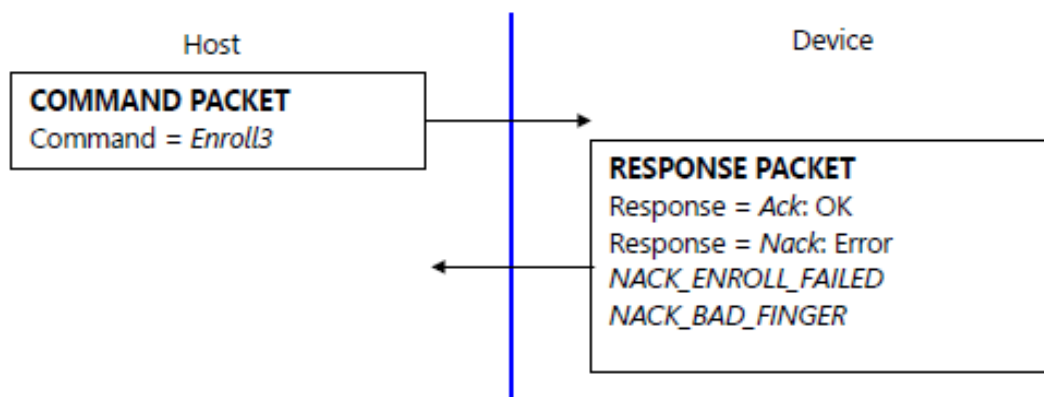 Host
Device
COMMAND PACKET
Command = Enroll3
RESPONSE PACKET
Response = Ack: OK
Response = Nack: Error
NACK_ENROLL_FAILED
NACK_BAD_FINGER